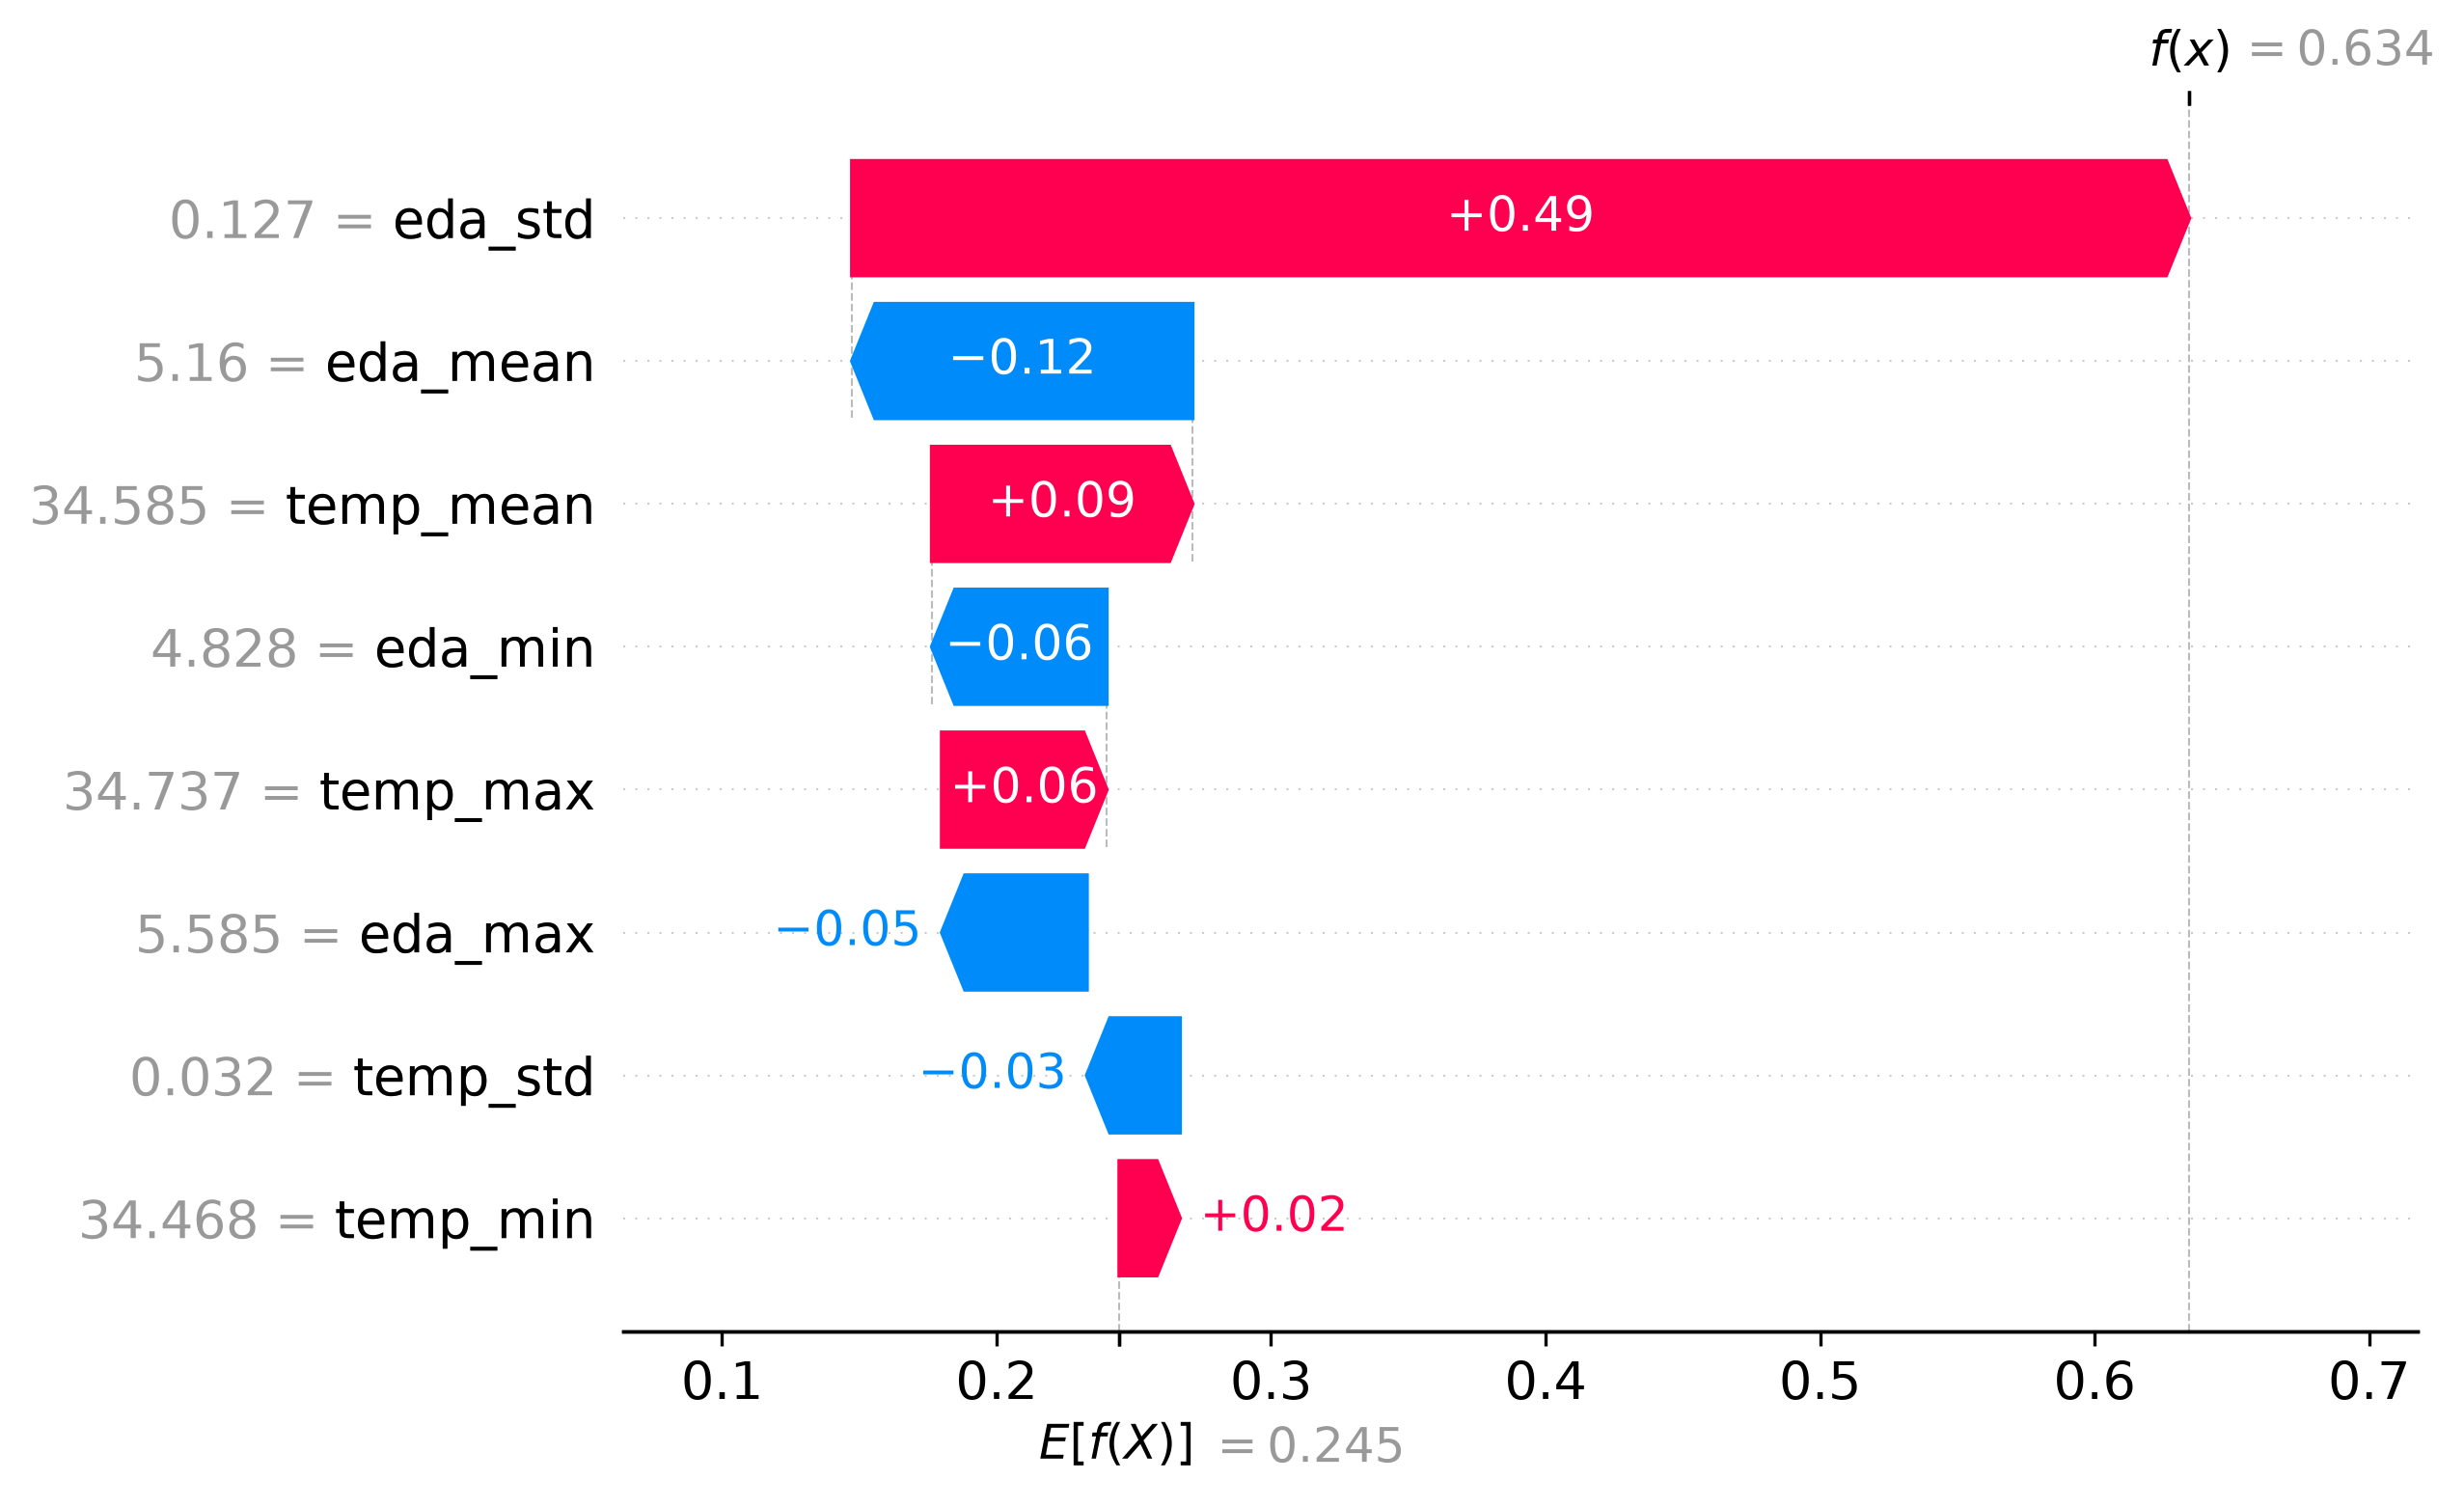 f(x) = 0.634
0.127 = eda_std
+0.49
5.16 = eda_mean
−0.12
34.585 = temp_mean
+0.09
4.828 = eda_min
−0.06
34.737 = temp_max
+0.06
5.585 = eda_max
−0.05
0.032 = temp_std
−0.03
34.468 = temp_min
+0.02
0.1 0.2 0.3 0.4 0.5 0.6 0.7
E[f(X)] = 0.245